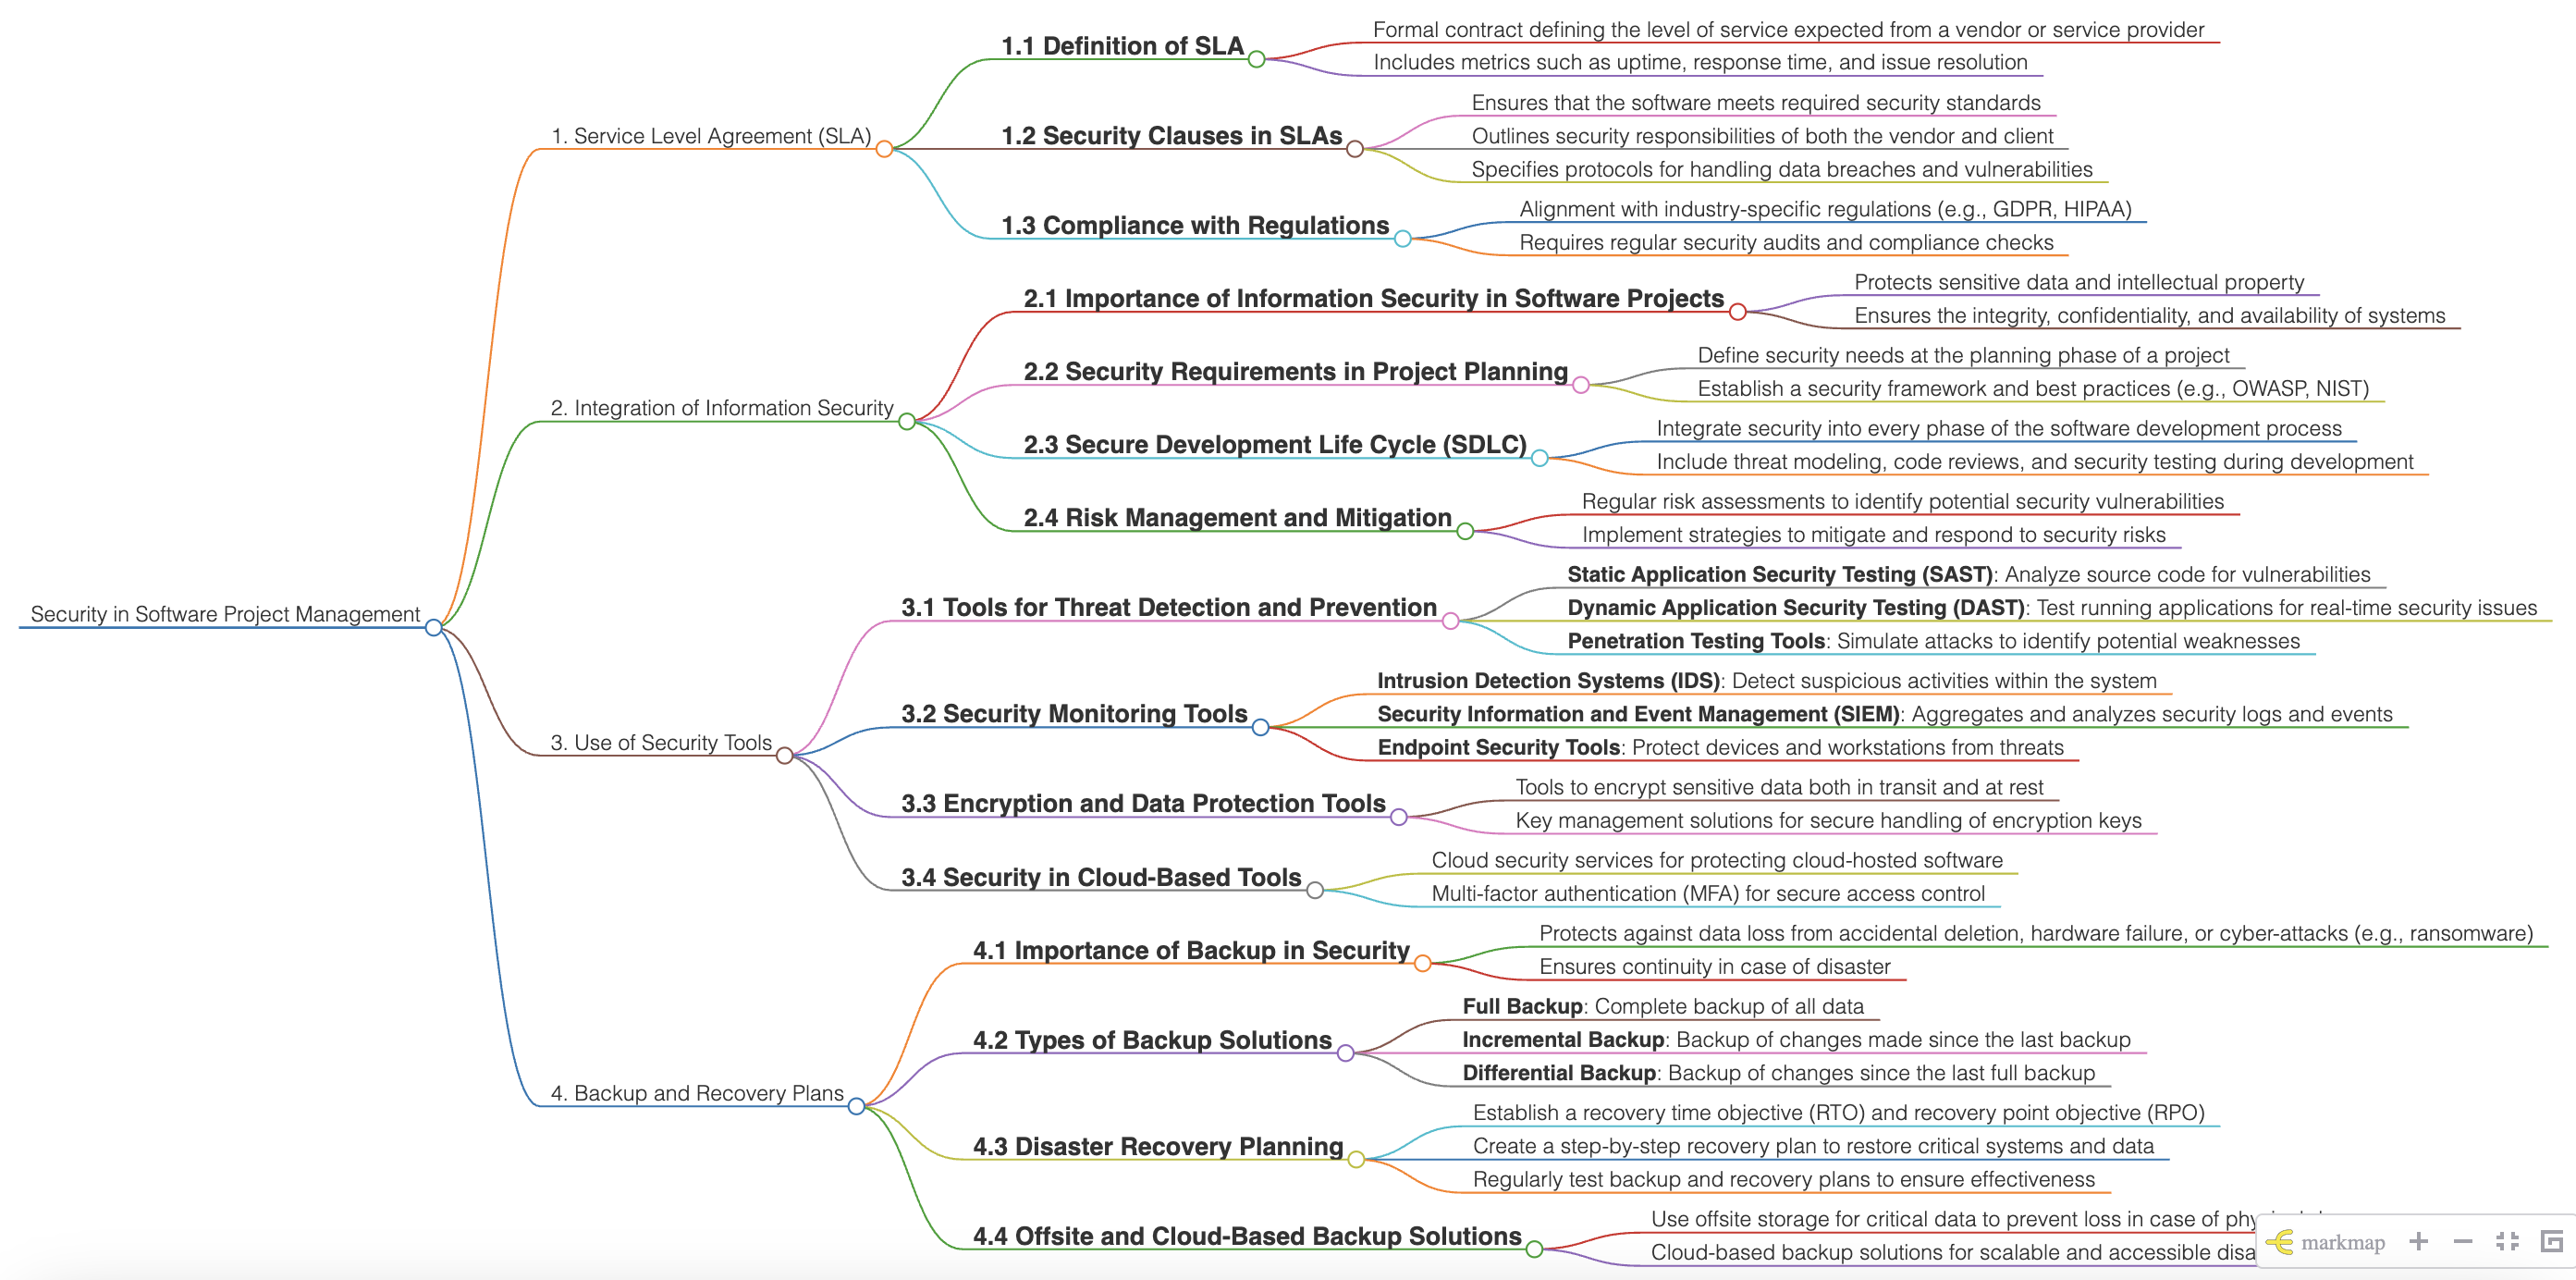 Security in Software Project Management
1. Service Level Agreement (SLA)
1.1 Definition of SLA
Formal contract defining the level of service expected from a vendor or service provider
Includes metrics such as uptime, response time, and issue resolution
1.2 Security Clauses in SLAs
Ensures that the software meets required security standards
Outlines security responsibilities of both the vendor and client
Specifies protocols for handling data breaches and vulnerabilities
1.3 Compliance with Regulations
Alignment with industry-specific regulations (e.g., GDPR, HIPAA)
Requires regular security audits and compliance checks
2. Integration of Information Security
2.1 Importance of Information Security in Software Projects
Protects sensitive data and intellectual property
Ensures the integrity, confidentiality, and availability of systems
2.2 Security Requirements in Project Planning
Define security needs at the planning phase of a project
Establish a security framework and best practices (e.g., OWASP, NIST)
2.3 Secure Development Life Cycle (SDLC)
Integrate security into every phase of the software development process
Include threat modeling, code reviews, and security testing during development
2.4 Risk Management and Mitigation
Regular risk assessments to identify potential security vulnerabilities
Implement strategies to mitigate and respond to security risks
3. Use of Security Tools
3.1 Tools for Threat Detection and Prevention
Static Application Security Testing (SAST): Analyze source code for vulnerabilities
Dynamic Application Security Testing (DAST): Test running applications for real-time security issues
Penetration Testing Tools: Simulate attacks to identify potential weaknesses
3.2 Security Monitoring Tools
Intrusion Detection Systems (IDS): Detect suspicious activities within the system
Security Information and Event Management (SIEM): Aggregates and analyzes security logs and events
Endpoint Security Tools: Protect devices and workstations from threats
3.3 Encryption and Data Protection Tools
Tools to encrypt sensitive data both in transit and at rest
Key management solutions for secure handling of encryption keys
3.4 Security in Cloud-Based Tools
Cloud security services for protecting cloud-hosted software
Multi-factor authentication (MFA) for secure access control
4. Backup and Recovery Plans
4.1 Importance of Backup in Security
Protects against data loss from accidental deletion, hardware failure, or cyber-attacks (e.g., ransomware)
Ensures continuity in case of disaster
4.2 Types of Backup Solutions
Full Backup: Complete backup of all data
Incremental Backup: Backup of changes made since the last backup
Differential Backup: Backup of changes since the last full backup
4.3 Disaster Recovery Planning
Establish a recovery time objective (RTO) and recovery point objective (RPO)
Create a step-by-step recovery plan to restore critical systems and data
Regularly test backup and recovery plans to ensure effectiveness
4.4 Offsite and Cloud-Based Backup Solutions
Use offsite storage for critical data to prevent loss in case of
Cloud-based backup solutions for scalable and accessible
markmap